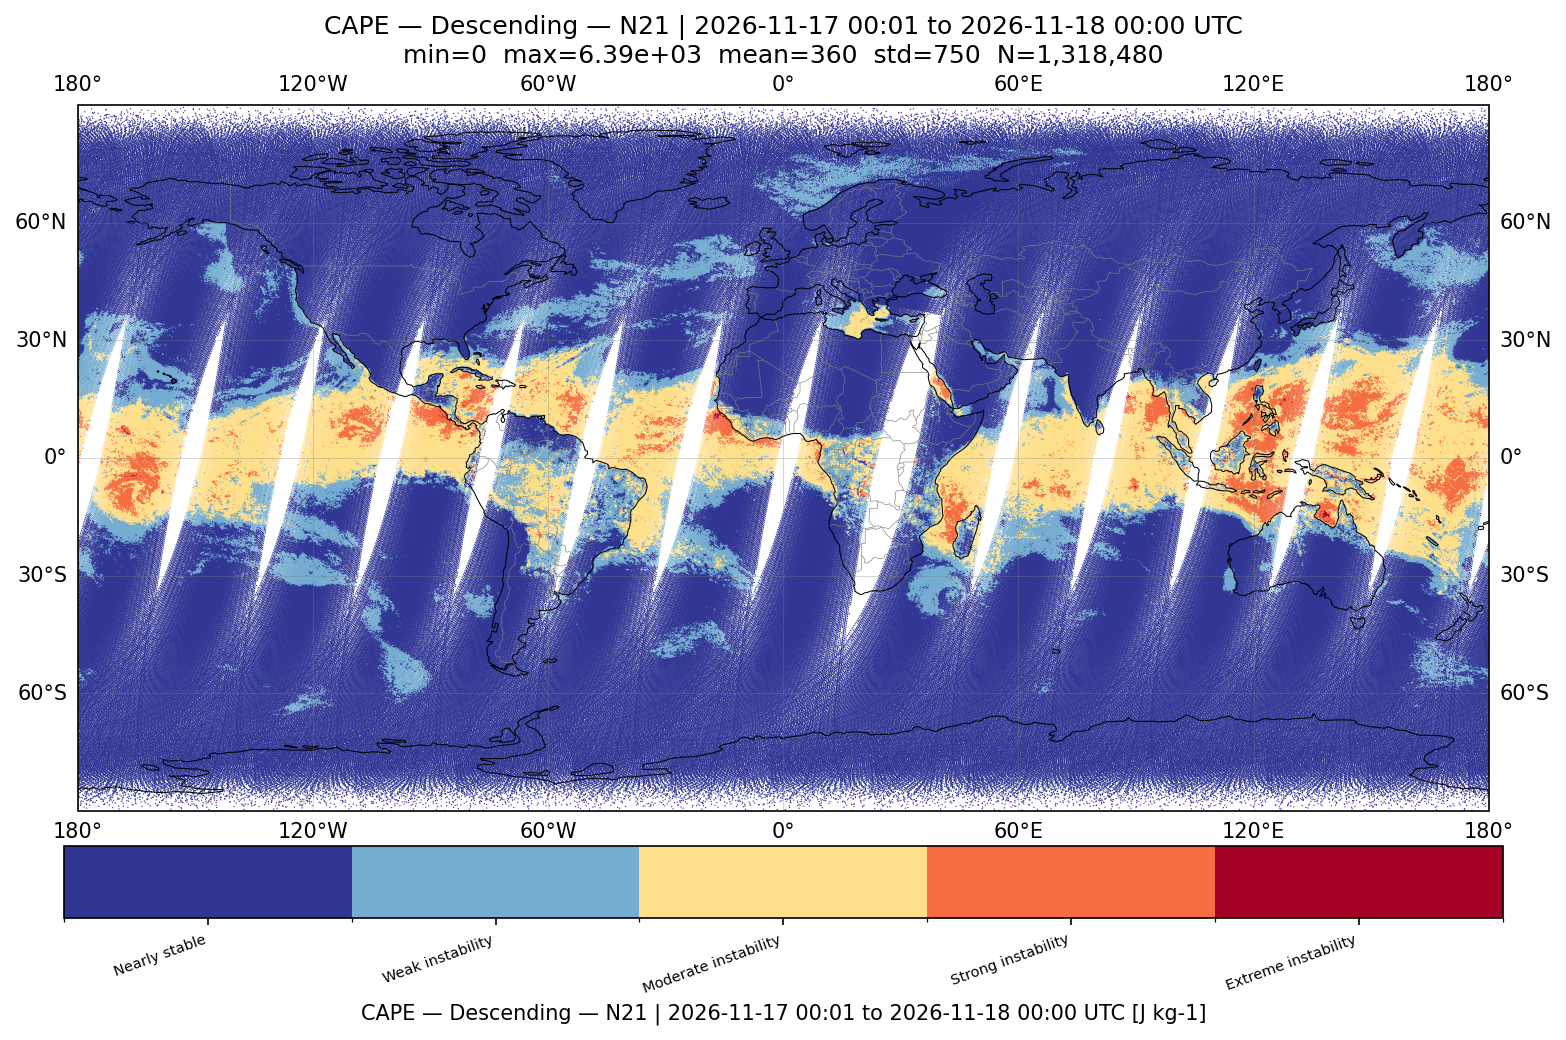 CAPE — Descending — N21 | 2026-11-17 00:01 to 2026-11-18 00:00 UTC
min=0  max=6.39e+03  mean=360  std=750  N=1,318,480
180° 120°W 60°W 0° 60°E 120°E 180°
60°N 60°N
30°N 30°N
0° 0°
30°S 30°S
60°S 60°S
180° 120°W 60°W 0° 60°E 120°E 180°
Nearly stable Weak instability Moderate instability Strong instability Extreme instability
CAPE — Descending — N21 | 2026-11-17 00:01 to 2026-11-18 00:00 UTC [J kg-1]